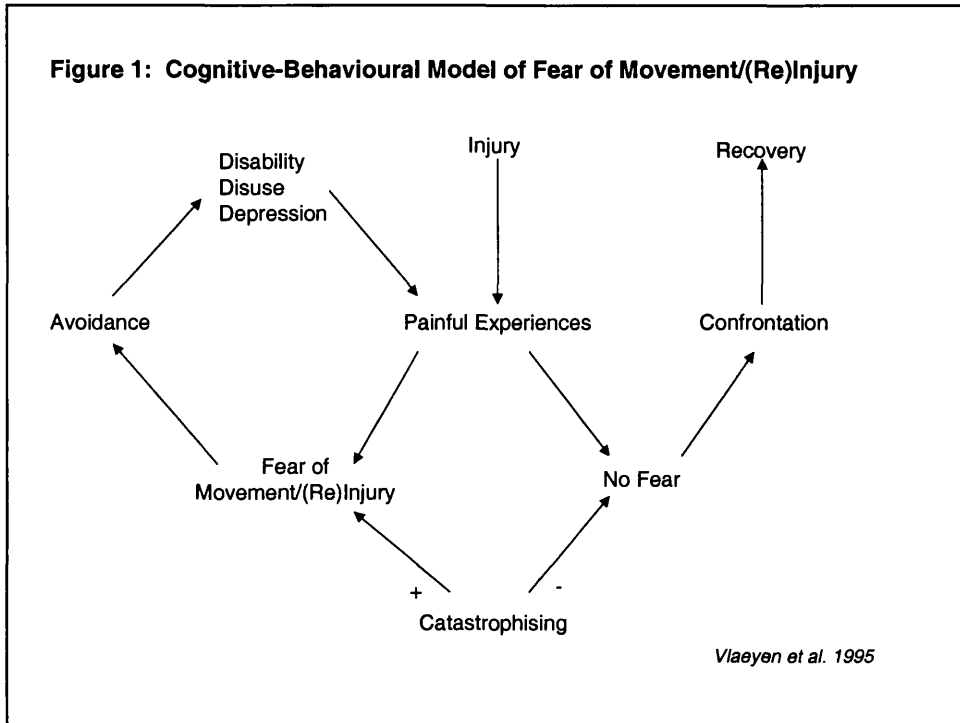 Figure 1: Cognitive-Behavioural Model of Fear of Movement/(Re)Injury
Injury
Recovery
Disability
Disuse
Depression
Avoidance
Painful Experiences
Confrontation
Fear of
Movement/(Re)Injury
No Fear
+
-
Catastrophising
Vlaeyen et al. 1995